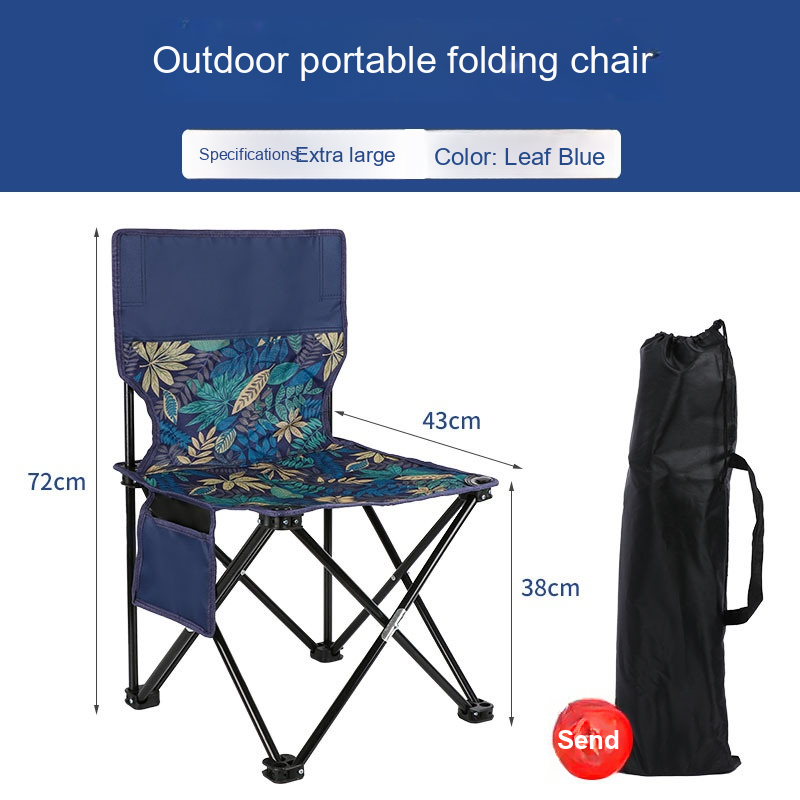 Outdoor portable folding chair
Specifications: Extra large
Color: Leaf Blue
43cm
72cm
38cm
Send